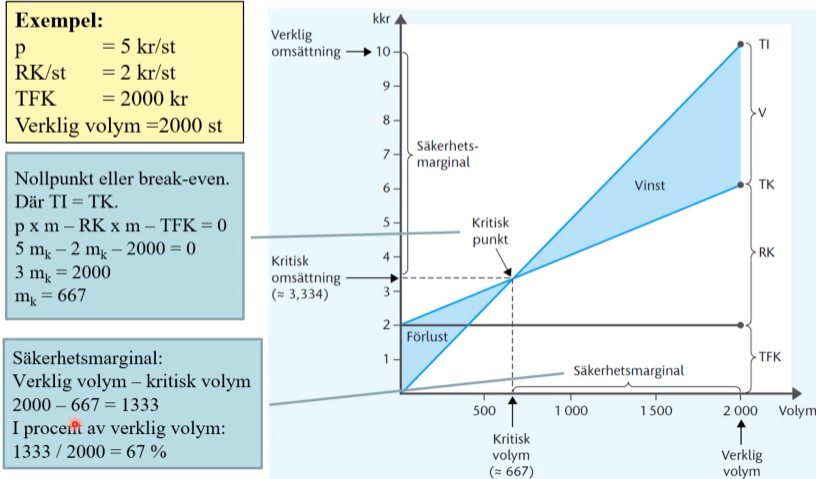 Exempel:
p = 5 kr/st
RK/st = 2 kr/st
TFK = 2000 kr
Verklig volym =2000 st
Nollpunkt eller break-even.
Där TI = TK.
p x m – RK x m – TFK = 0
5 mk – 2 mk – 2000 = 0
3 mk = 2000
mk = 667
Säkerhetsmarginal:
Verklig volym – kritisk volym
2000 – 667 = 1333
I procent av verklig volym:
1333 / 2000 = 67 %
kkr
Verklig
omsättning
10
9
8
7
6
5
4
3
2
1
Säkerhets-
marginal
Kritisk
omsättning
(≈ 3,334)
Kritisk
punkt
Vinst
Förlust
Säkerhetsmarginal
TI
V
TK
RK
TFK
500
1 000
1 500
2 000
Volym
Kritisk
volym
(≈ 667)
Verklig
volym